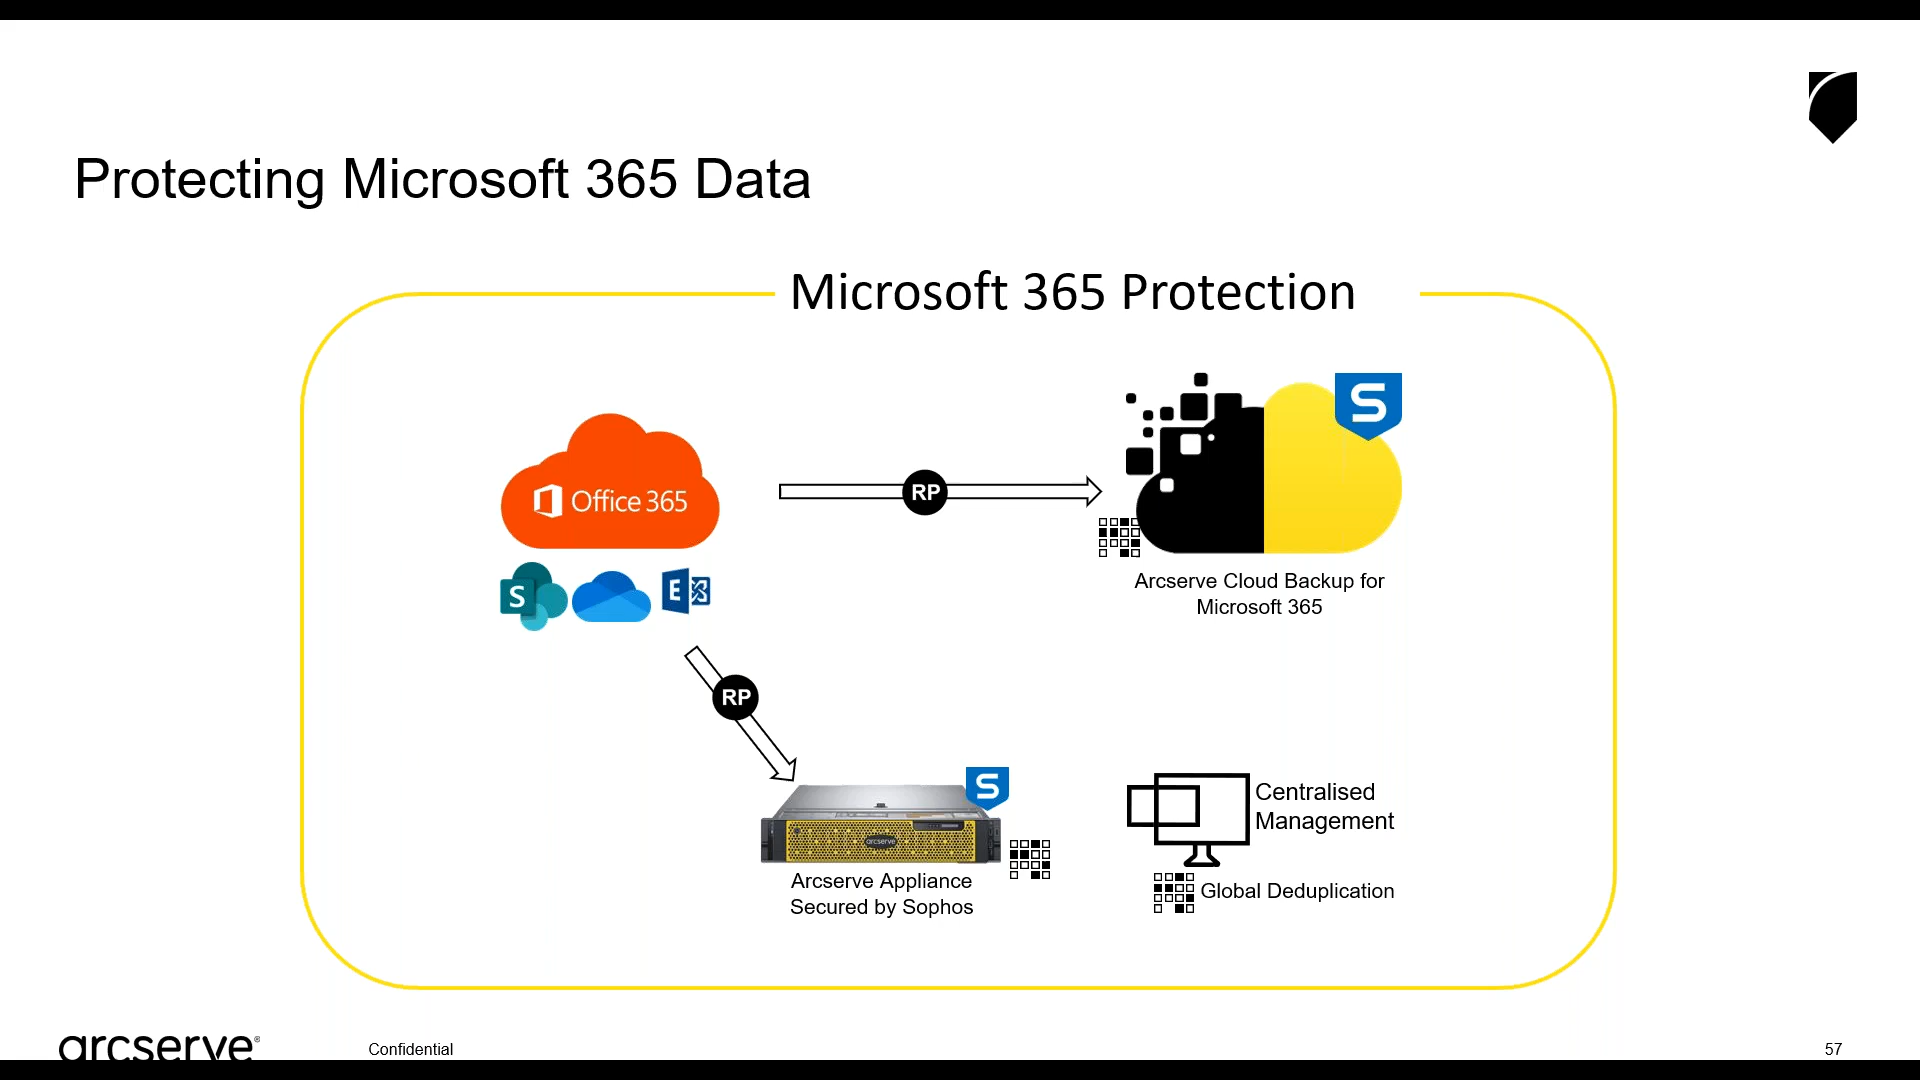 Protecting Microsoft 365 Data
Microsoft 365 Protection
Office 365
RP
S
S
E
Arcserve Cloud Backup for
Microsoft 365
RP
S
arcserve
Arcserve Appliance
Secured by Sophos
Centralised
Management
Global Deduplication
arcserve®
Confidential
57